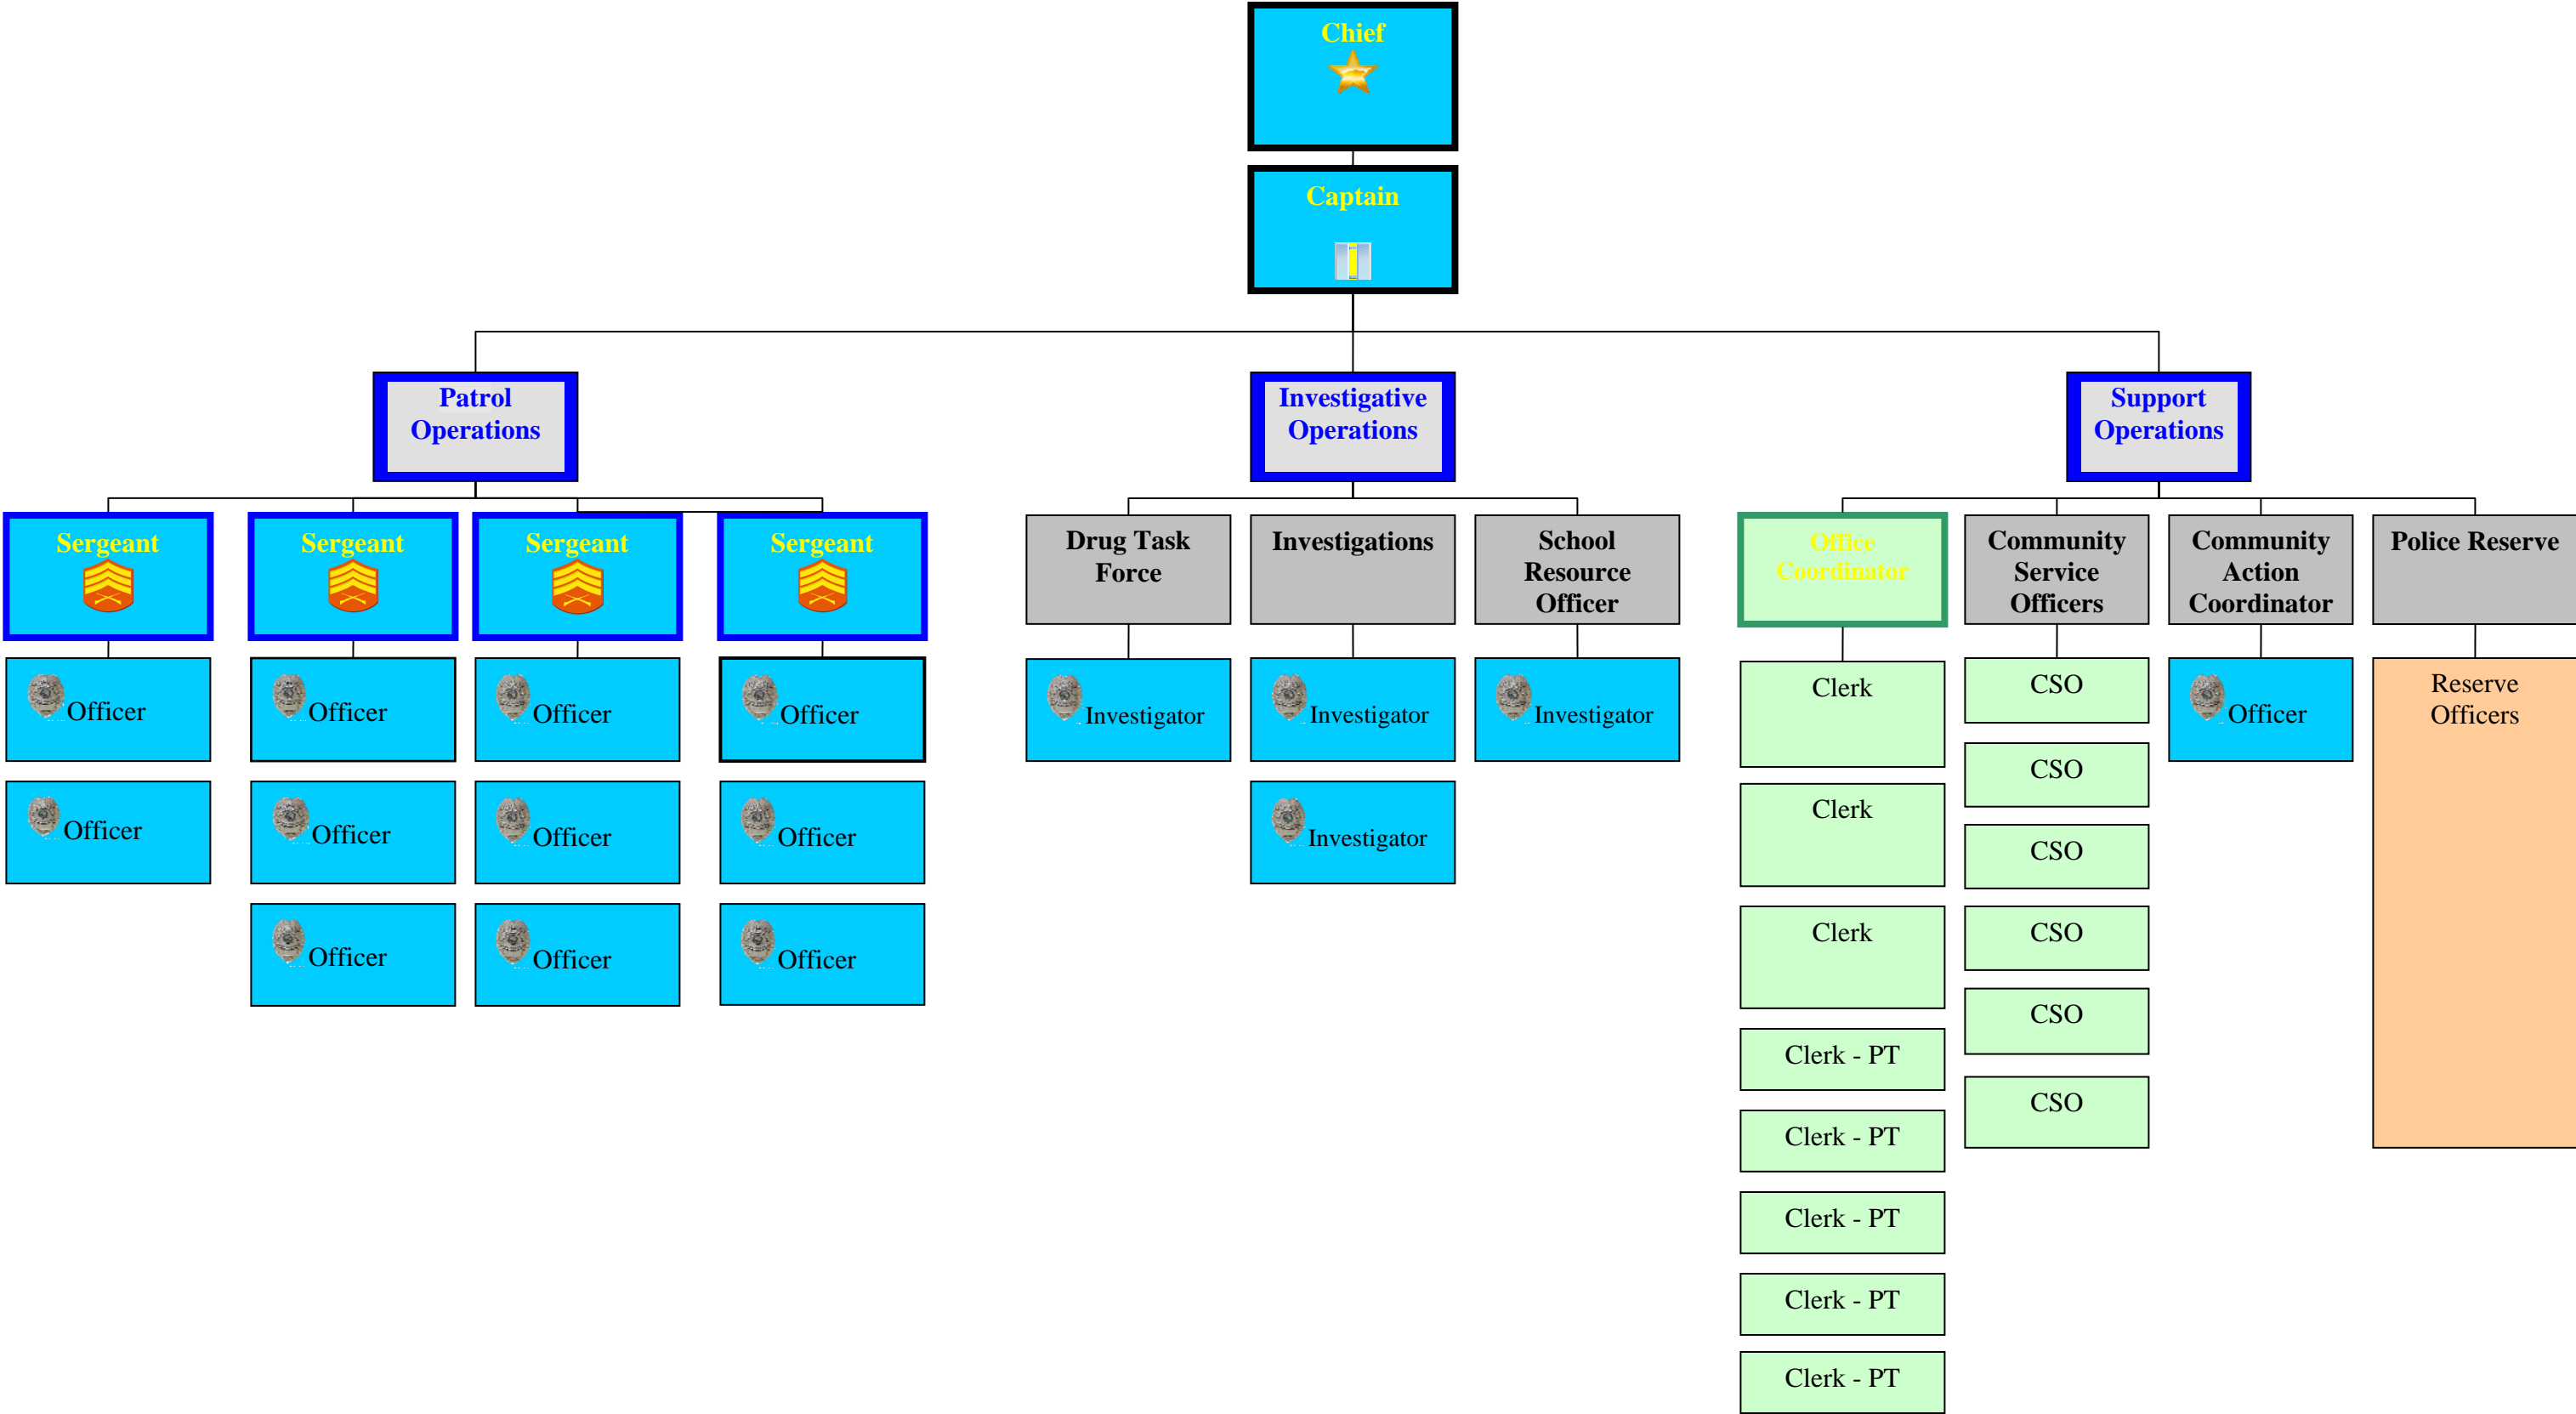 Chief
Captain
Patrol
Operations
Investigative
Operations
Support
Operations
Sergeant
Sergeant
Sergeant
Sergeant
Drug Task
Force
Investigations
School
Resource
Officer
Office
Coordinator
Community
Service
Officers
Community
Action
Coordinator
Police Reserve
Officer
Officer
Officer
Officer
Investigator
Investigator
Investigator
Clerk
CSO
Officer
Reserve
Officers
Officer
Officer
Officer
Officer
Investigator
Clerk
CSO
CSO
Officer
Officer
Officer
Clerk
CSO
CSO
Clerk - PT
CSO
Clerk - PT
Clerk - PT
Clerk - PT
Clerk - PT